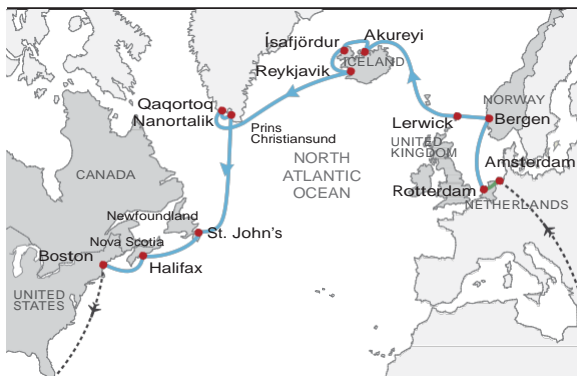 Ísafjördur
Akureyi
ICELAND
Reykjavik
Qaqortoq
Nanortalik
Prins
Christiansund
NORWAY
Lerwick
Bergen
UNITED
KINGDOM
Amsterdam
NORTH
ATLANTIC
OCEAN
CANADA
Rotterdam
NETHERLANDS
Newfoundland
St. John's
Nova Scotia
Boston
Halifax
UNITED
STATES